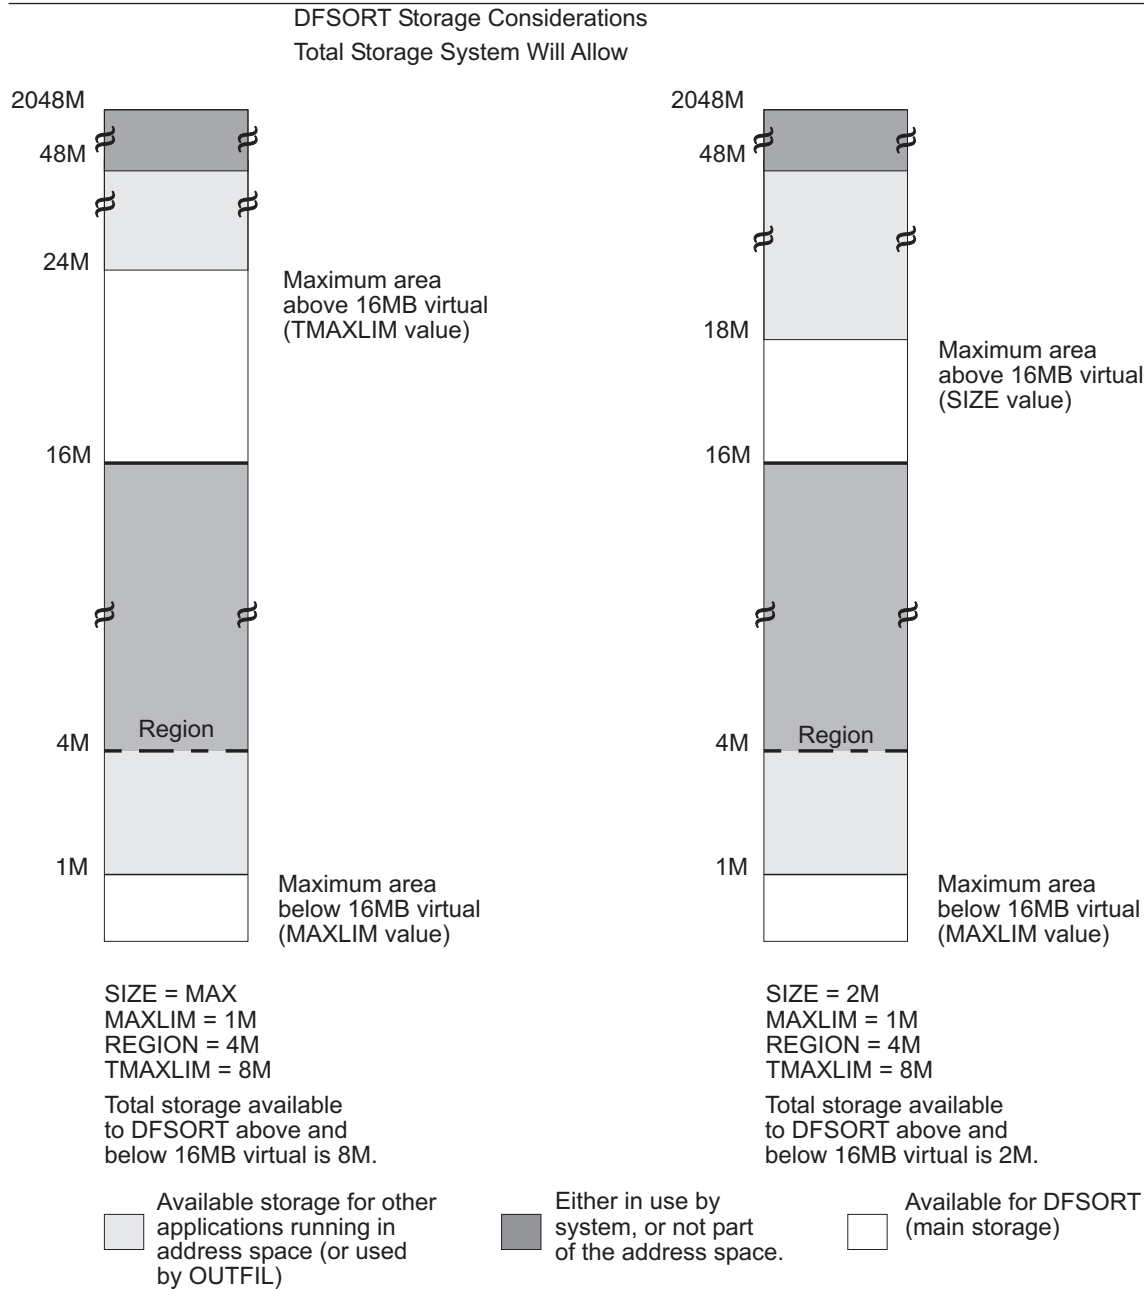 DFSORT Storage Considerations
Total Storage System Will Allow
2048M
48M
24M
Maximum area
above 16MB virtual
(TMAXLIM value)
16M
Region
4M
1M
Maximum area
below 16MB virtual
(MAXLIM value)
SIZE = MAX
MAXLIM = 1M
REGION = 4M
TMAXLIM = 8M
Total storage available
to DFSORT above and
below 16MB virtual is 8M.
2048M
48M
18M
Maximum area
above 16MB virtual
(SIZE value)
16M
Region
4M
1M
Maximum area
below 16MB virtual
(MAXLIM value)
SIZE = 2M
MAXLIM = 1M
REGION = 4M
TMAXLIM = 8M
Total storage available
to DFSORT above and
below 16MB virtual is 2M.
Available storage for other
applications running in
address space (or used
by OUTFIL)
Either in use by
system, or not part
of the address space.
Available for DFSORT
(main storage)